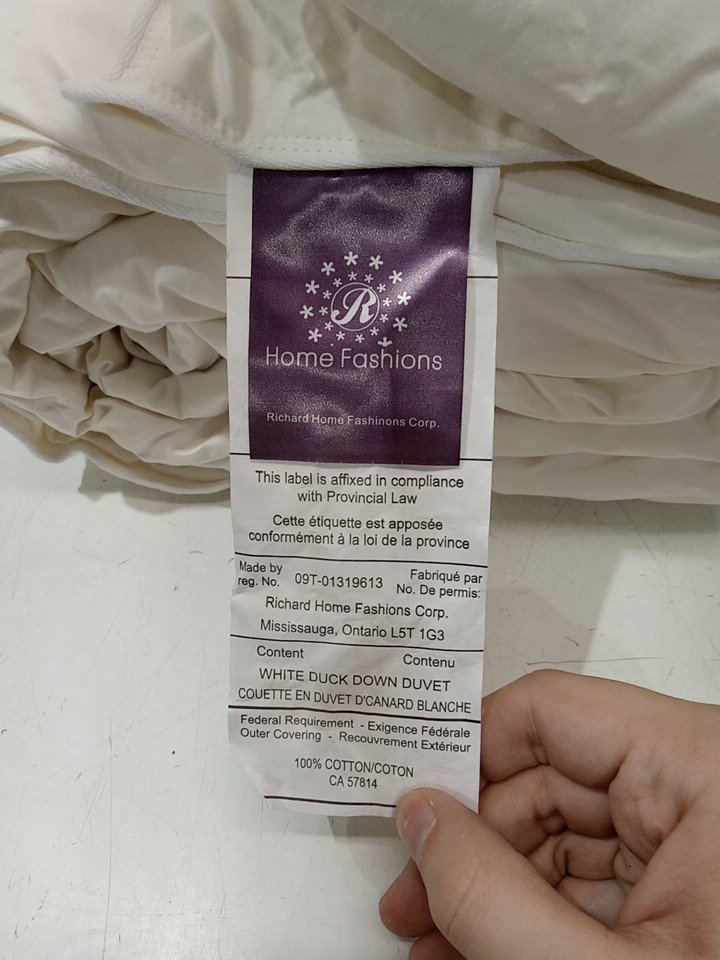 R
Home Fashions
Richard Home Fashinons Corp.
This label is affixed in compliance
with Provincial Law
Cette étiquette est apposée
conformément à la loi de la province
Made by
reg. No.
09T-01319613
Fabriqué par
No. De permis:
Richard Home Fashions Corp.
Mississauga, Ontario L5T 1G3
Content Contenu
WHITE DUCK DOWN DUVET
COUETTE EN DUVET D'CANARD BLANCHE
Federal Requirement - Exigence Fédérale
Outer Covering - Recouvrement Extérieur
100% COTTON/COTON
CA 57814